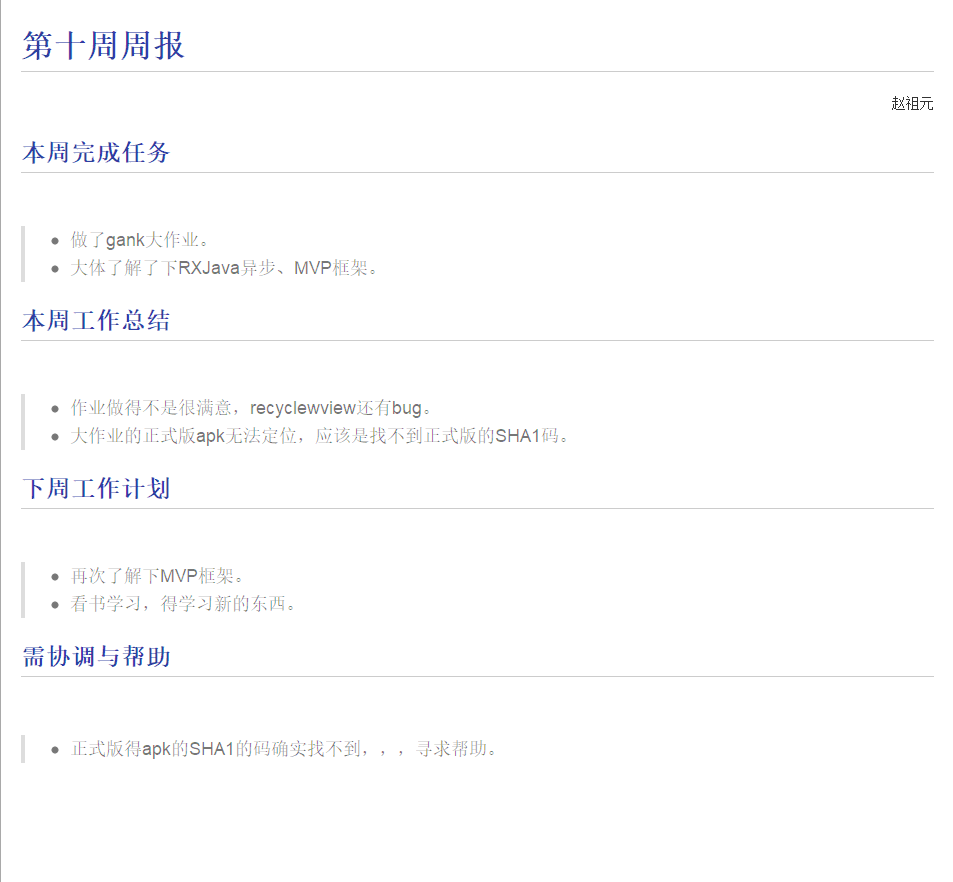 第十周周报
赵祖元
本周完成任务
做了gank大作业。
大体了解了下RXJava异步、MVP框架。
本周工作总结
作业做得不是很满意，recyclewview还有bug。
大作业的正式版apk无法定位，应该是找不到正式版的SHA1码。
下周工作计划
再次了解下MVP框架。
看书学习，得学习新的东西。
需协调与帮助
正式版得apk的SHA1的码确实找不到，，，寻求帮助。